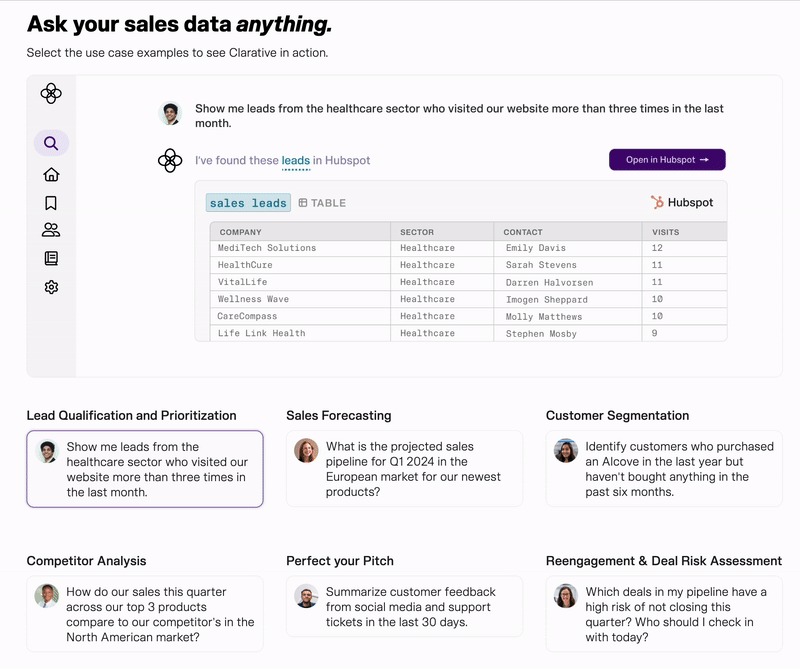 Ask your sales data anything.
Select the use case examples to see Clarative in action.
Show me leads from the healthcare sector who visited our website more than three times in the last
month.
I've found these leads in Hubspot
Open in Hubspot →
sales leads TABLE
Hubspot
COMPANY SECTOR CONTACT VISITS
MediTech Solutions Healthcare Emily Davis 12
HealthCure Healthcare Sarah Stevens 11
VitalLife Healthcare Darren Halvorsen 11
Wellness Wave Healthcare Imogen Sheppard 10
CareCompass Healthcare Molly Matthews 10
Life Link Health Healthcare Stephen Mosby 9
Lead Qualification and Prioritization
Show me leads from the
healthcare sector who visited our
website more than three times in
the last month.
Sales Forecasting
What is the projected sales
pipeline for Q1 2024 in the
European market for our newest
products?
Customer Segmentation
Identify customers who purchased
an Alcove in the last year but
haven't bought anything in the
past six months.
Competitor Analysis
How do our sales this quarter
across our top 3 products
compare to our competitor's in the
North American market?
Perfect your Pitch
Summarize customer feedback
from social media and support
tickets in the last 30 days.
Reengagement & Deal Risk Assessment
Which deals in my pipeline have a
high risk of not closing this
quarter? Who should I check in
with today?